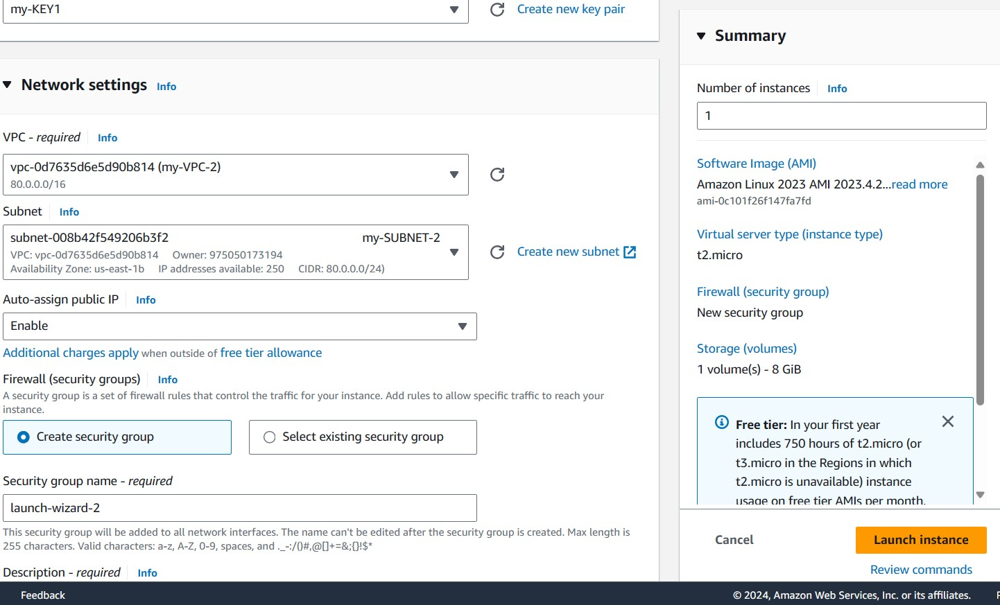 my-KEY1
Create new key pair
Network settings Info
VPC - required Info
vpc-0d7635d6e5d90b814 (my-VPC-2)
80.0.0.0/16
Subnet Info
subnet-008b42f549206b3f2 my-SUBNET-2
VPC: vpc-0d7635d6e5d90b814 Owner: 975050173194
Availability Zone: us-east-1b IP addresses available: 250 CIDR: 80.0.0.0/24)
Create new subnet
Auto-assign public IP Info
Enable
Additional charges apply when outside of free tier allowance
Firewall (security groups) Info
A security group is a set of firewall rules that control the traffic for your instance. Add rules to allow specific traffic to reach your
instance.
Create security group
Select existing security group
Security group name - required
launch-wizard-2
This security group will be added to all network interfaces. The name can't be edited after the security group is created. Max length is
255 characters. Valid characters: a-z, A-Z, 0-9, spaces, and ._-:/()#,@[]+=&;{}!$*
Description - required Info
Summary
Number of instances Info
1
Software Image (AMI)
Amazon Linux 2023 AMI 2023.4.2...read more
ami-0c101f26f147fa7fd
Virtual server type (instance type)
t2.micro
Firewall (security group)
New security group
Storage (volumes)
1 volume(s) - 8 GiB
Free tier: In your first year
includes 750 hours of t2.micro (or
t3.micro in the Regions in which
t2.micro is unavailable) instance
usage on free tier AMIs per month,
Cancel
Launch instance
Review commands
Feedback
© 2024, Amazon Web Services, Inc. or its affiliates.